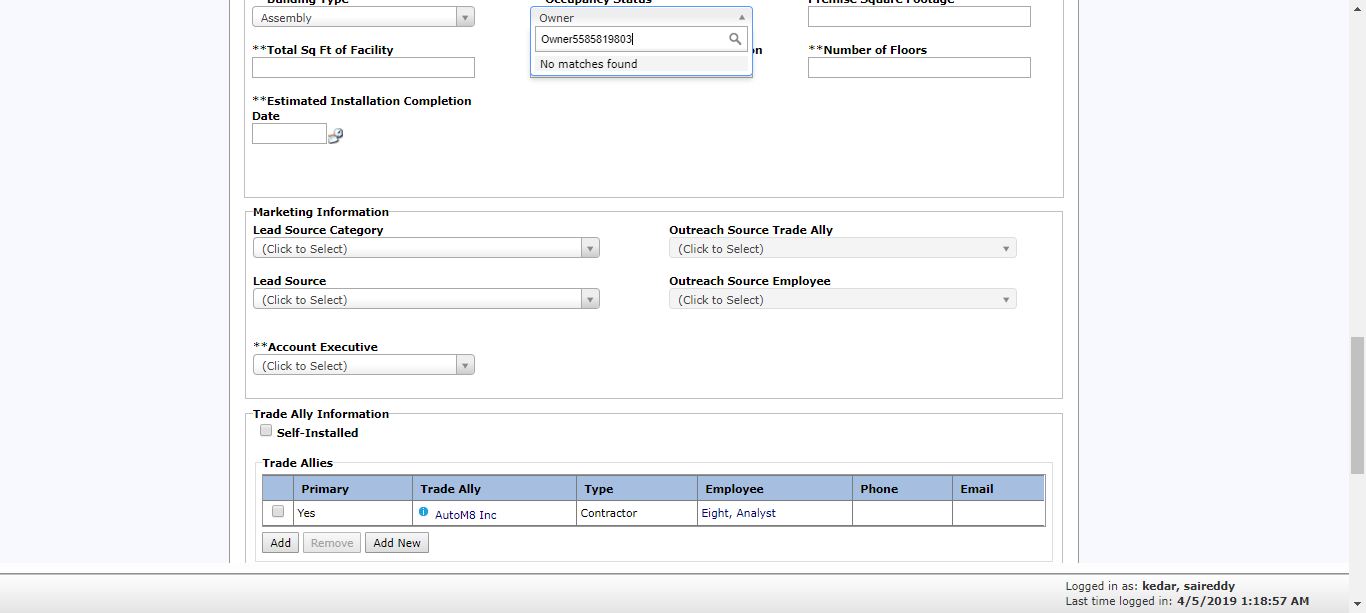 Assembly
Owner
Owner5585819803
No matches found
**Total Sq Ft of Facility
**Number of Floors
**Estimated Installation Completion
Date
Marketing Information
Lead Source Category
Outreach Source Trade Ally
(Click to Select)
(Click to Select)
Lead Source
Outreach Source Employee
(Click to Select)
(Click to Select)
**Account Executive
(Click to Select)
Trade Ally Information
Self-Installed
Trade Allies
Primary Trade Ally Type Employee Phone Email
Yes AutoM8 Inc Contractor Eight, Analyst
Add Remove Add New
Logged in as: kedar, saireddy
Last time logged in: 4/5/2019 1:18:57 AM